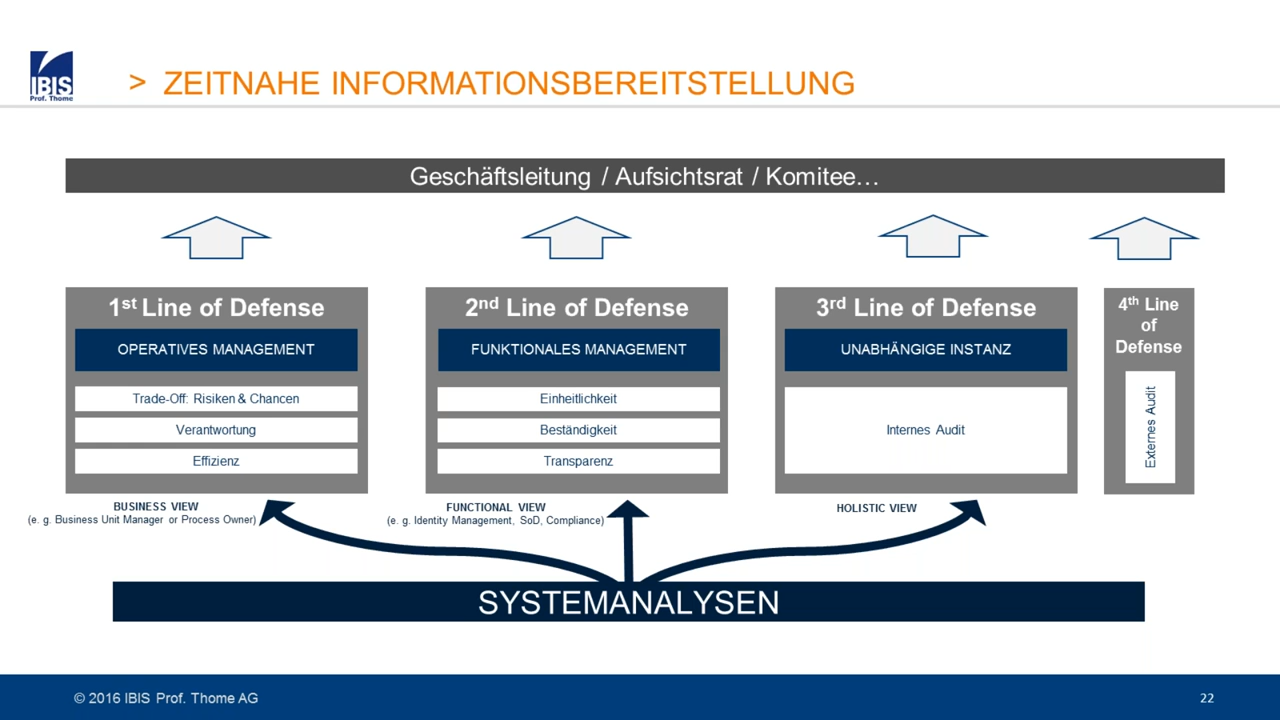 IBIS
Prof. Thome
> ZEITNAHE INFORMATIONSBEREITSTELLUNG
Geschäftsleitung / Aufsichtsrat / Komitee…
1st Line of Defense
OPERATIVES MANAGEMENT
Trade-Off: Risiken & Chancen
Verantwortung
Effizienz
BUSINESS VIEW
(e. g. Business Unit Manager or Process Owner)
2nd Line of Defense
FUNKTIONALES MANAGEMENT
Einheitlichkeit
Beständigkeit
Transparenz
FUNCTIONAL VIEW
(e. g. Identity Management, SoD, Compliance)
3rd Line of Defense
UNABHÄNGIGE INSTANZ
Internes Audit
HOLISTIC VIEW
4th Line
of
Defense
Externes Audit
SYSTEMANALYSEN
© 2016 IBIS Prof. Thome AG
22